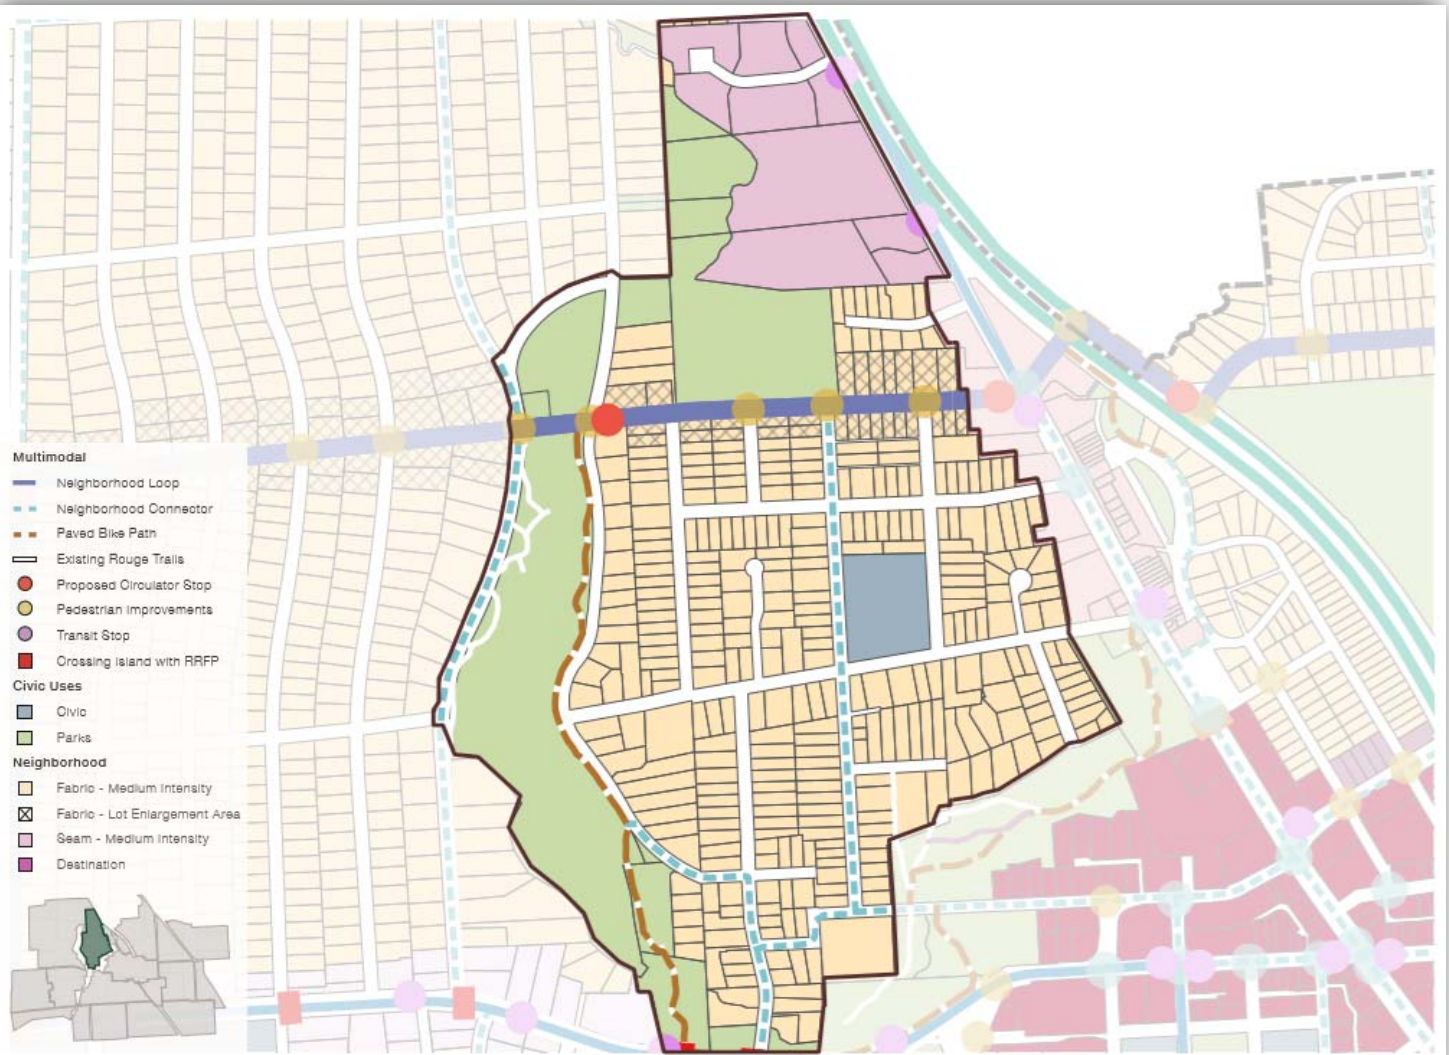 Multimodal
Neighborhood Loop
Neighborhood Connector
Paved Bike Path
Existing Rouge Trails
Proposed Circulator Stop
Pedestrian Improvements
Transit Stop
Crossing Island with RRFP
Civic Uses
Civic
Parks
Neighborhood
Fabric - Medium Intensity
Fabric - Lot Enlargement Area
Seam - Medium Intensity
Destination